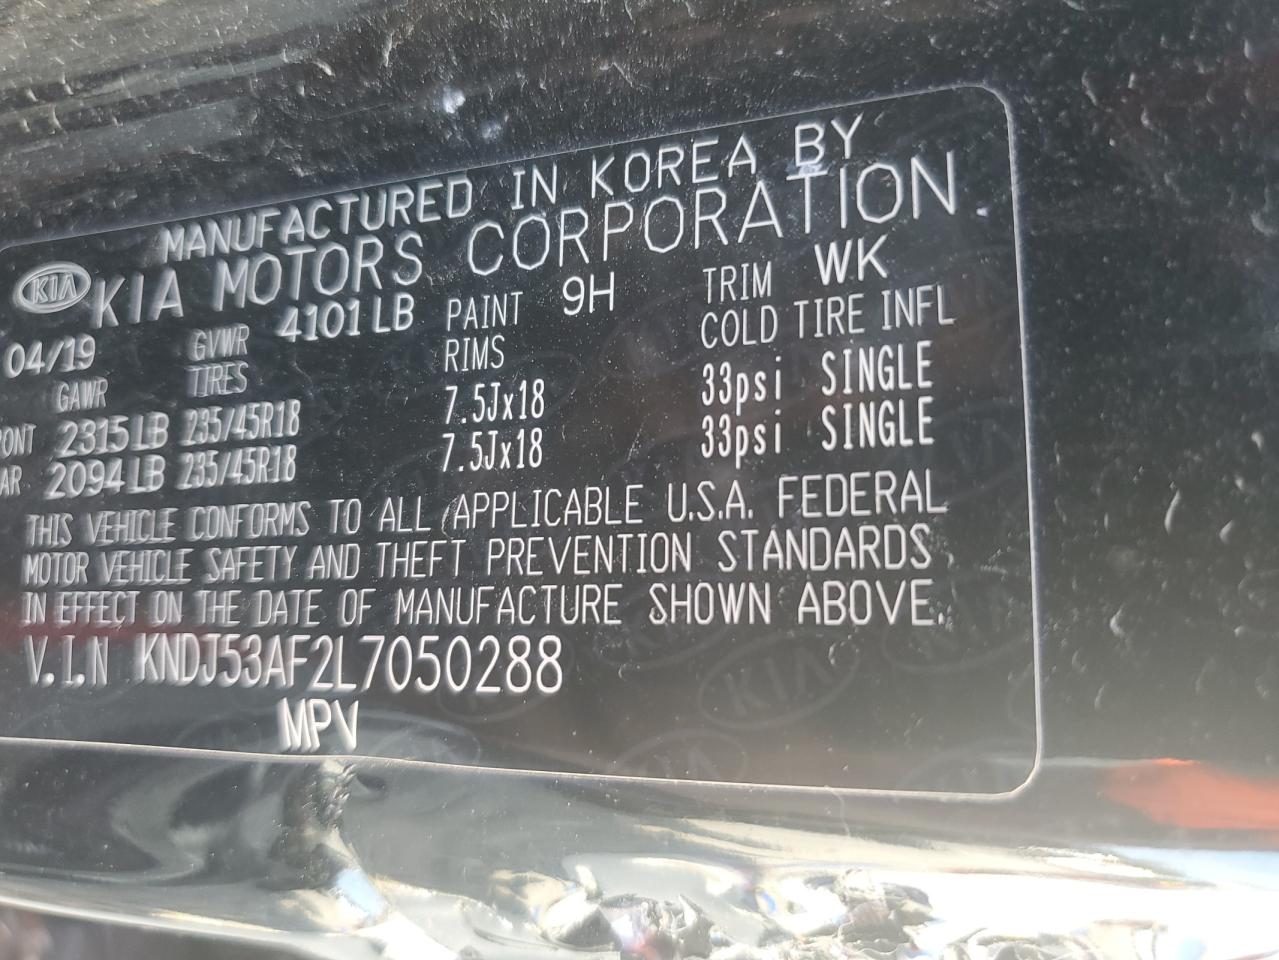 MANUFACTURED IN KOREA BY
KIA KIA MOTORS CORPORATION
04/19 GVWR 4101LB PAINT 9H TRIM WK
GAWR TIRES RIMS COLD TIRE INFL
RONT 2315LB 235/45R18 7.5Jx18 33psi SINGLE
AR 2094LB 235/45R18 7.5Jx18 33psi SINGLE
THIS VEHICLE CONFORMS TO ALL APPLICABLE U.S.A. FEDERAL
MOTOR VEHICLE SAFETY AND THEFT PREVENTION STANDARDS
IN EFFECT ON THE DATE OF MANUFACTURE SHOWN ABOVE.
V.I.N KNDJ53AF2L7050288
MPV